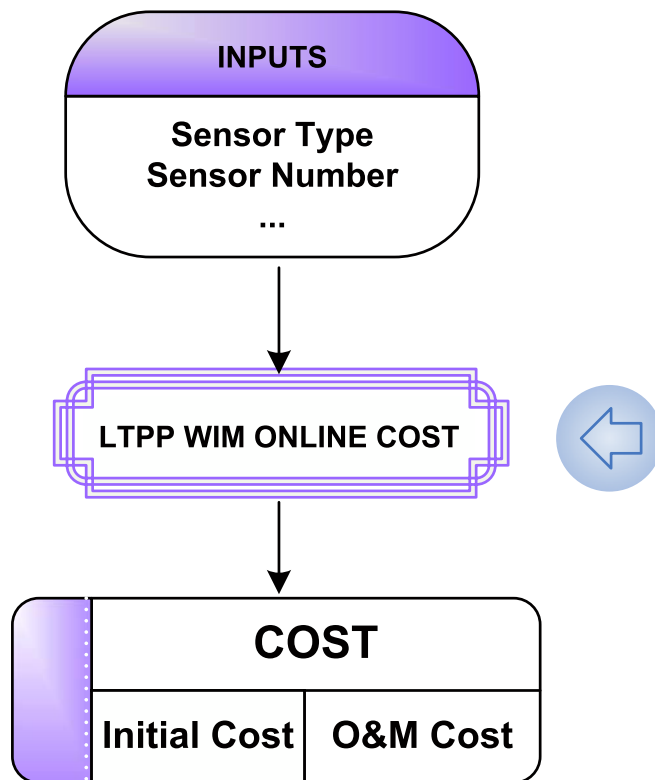 INPUTS
Sensor Type
Sensor Number
...
LTPP WIM ONLINE COST
COST
Initial Cost
O&M Cost